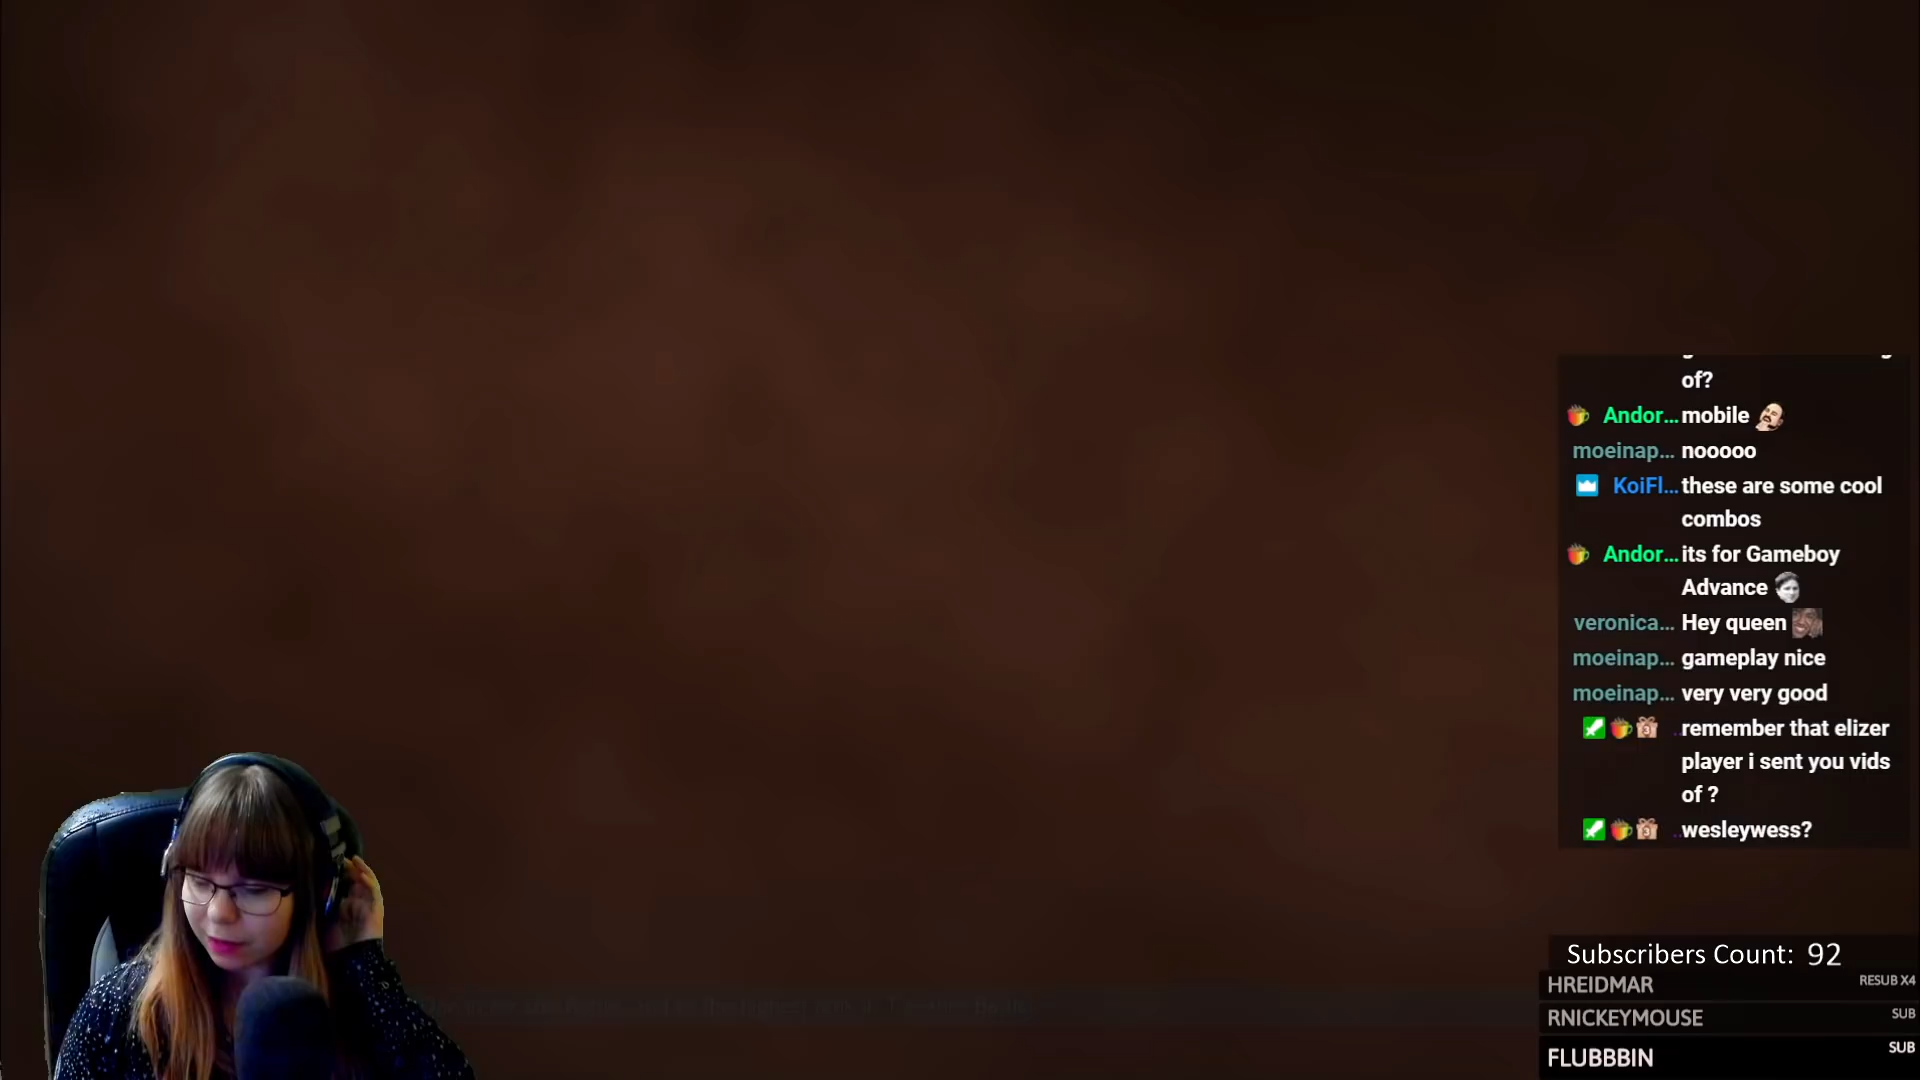 of?
Andor... mobile
moeinap... nooooo
KoiFl... these are some cool
combos
Andor... its for Gameboy
Advance
veronica... Hey queen
moeinap... gameplay nice
moeinap... very very good
remember that elizer
player i sent you vids
of ?
wesleywess?
Subscribers Count: 92
HREIDMAR RESUB X4
RNICKEYMOUSE SUB
FLUBBBIN SUB